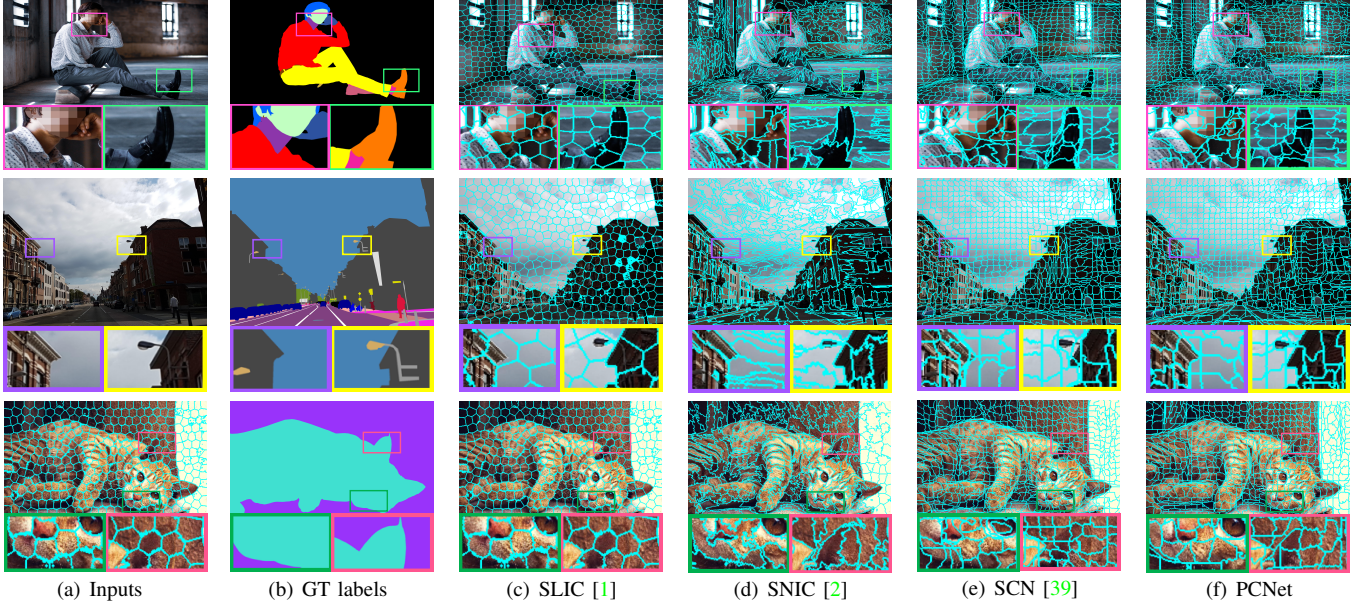 (a) Inputs
(b) GT labels
(c) SLIC [1]
(d) SNIC [2]
(e) SCN [39]
(f) PCNet